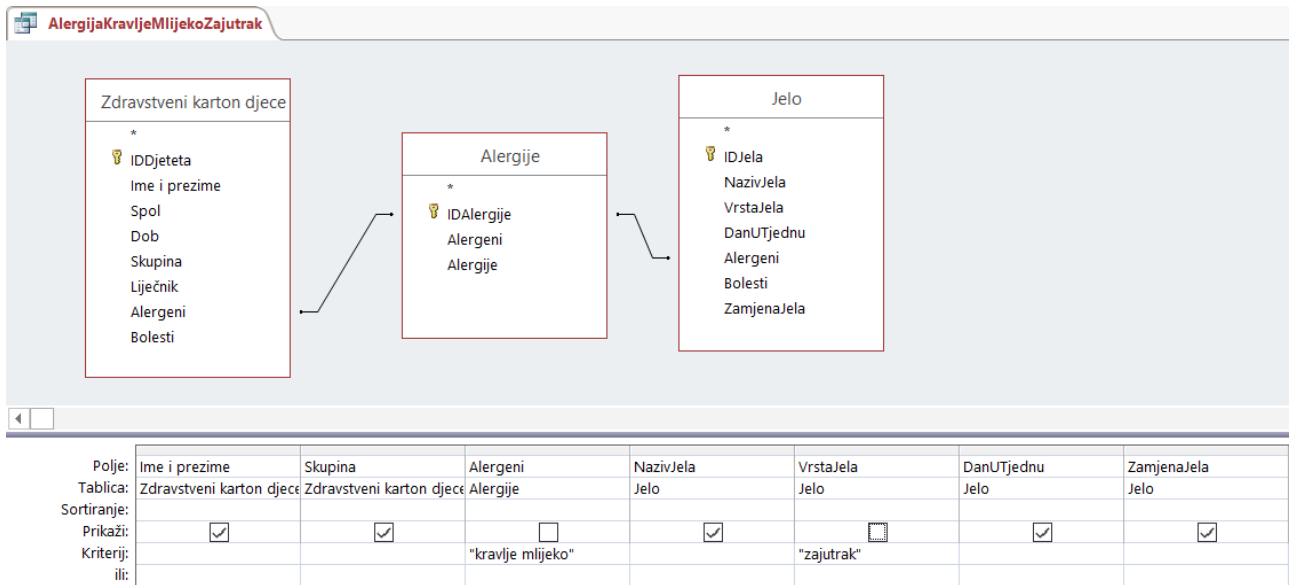 AlergijaKravljeMlijekoZajutrak
Zdravstveni karton djece
*
IDDjeteta
Ime i prezime
Spol
Dob
Skupina
Liječnik
Alergeni
Bolesti
Alergije
*
IDAlergije
Alergeni
Alergije
Jelo
*
IDJela
NazivJela
VrstaJela
DanUTjednu
Alergeni
Bolesti
ZamjenaJela
Polje: Ime i prezime Skupina Alergeni NazivJela VrstaJela DanUTjednu ZamjenaJela
Tablica: Zdravstveni karton djece Zdravstveni karton djece Alergije Jelo Jelo Jelo Jelo
Sortiranje:
Prikaži:
Kriterij: "kravlje mlijeko" "zajutrak"
ili: